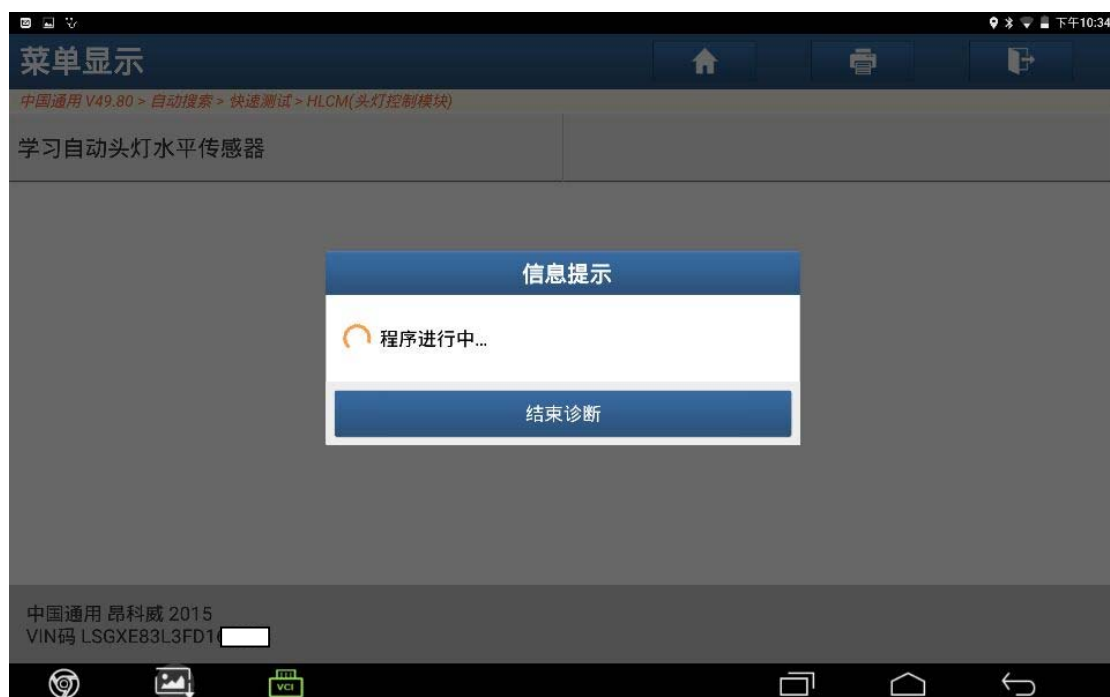 下午10:34
菜单显示
中国通用 V49.80 > 自动搜索 > 快速测试 > HLCM(头灯控制模块)
学习自动头灯水平传感器
信息提示
程序进行中...
结束诊断
中国通用 昂科威 2015
VIN码 LSGXE83L3FD1
VCI